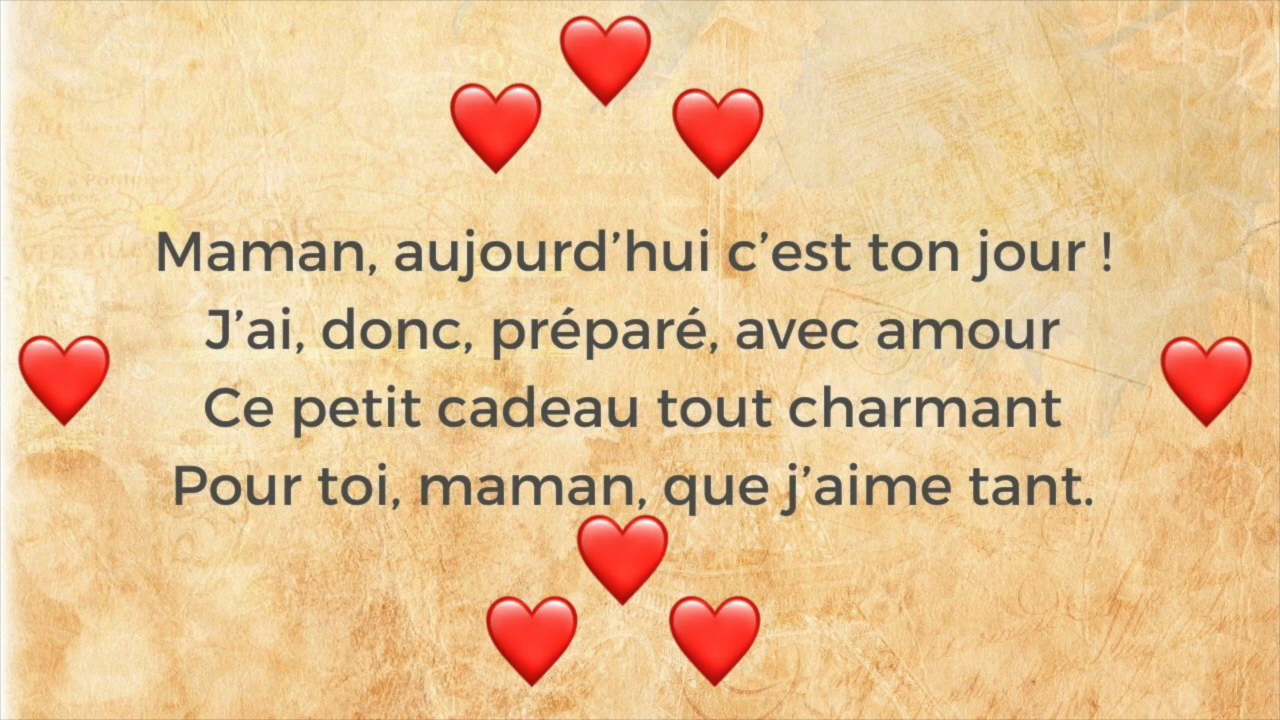 Maman, aujourd’hui c’est ton jour !
J’ai, donc, préparé, avec amour
Ce petit cadeau tout charmant
Pour toi, maman, que j’aime tant.